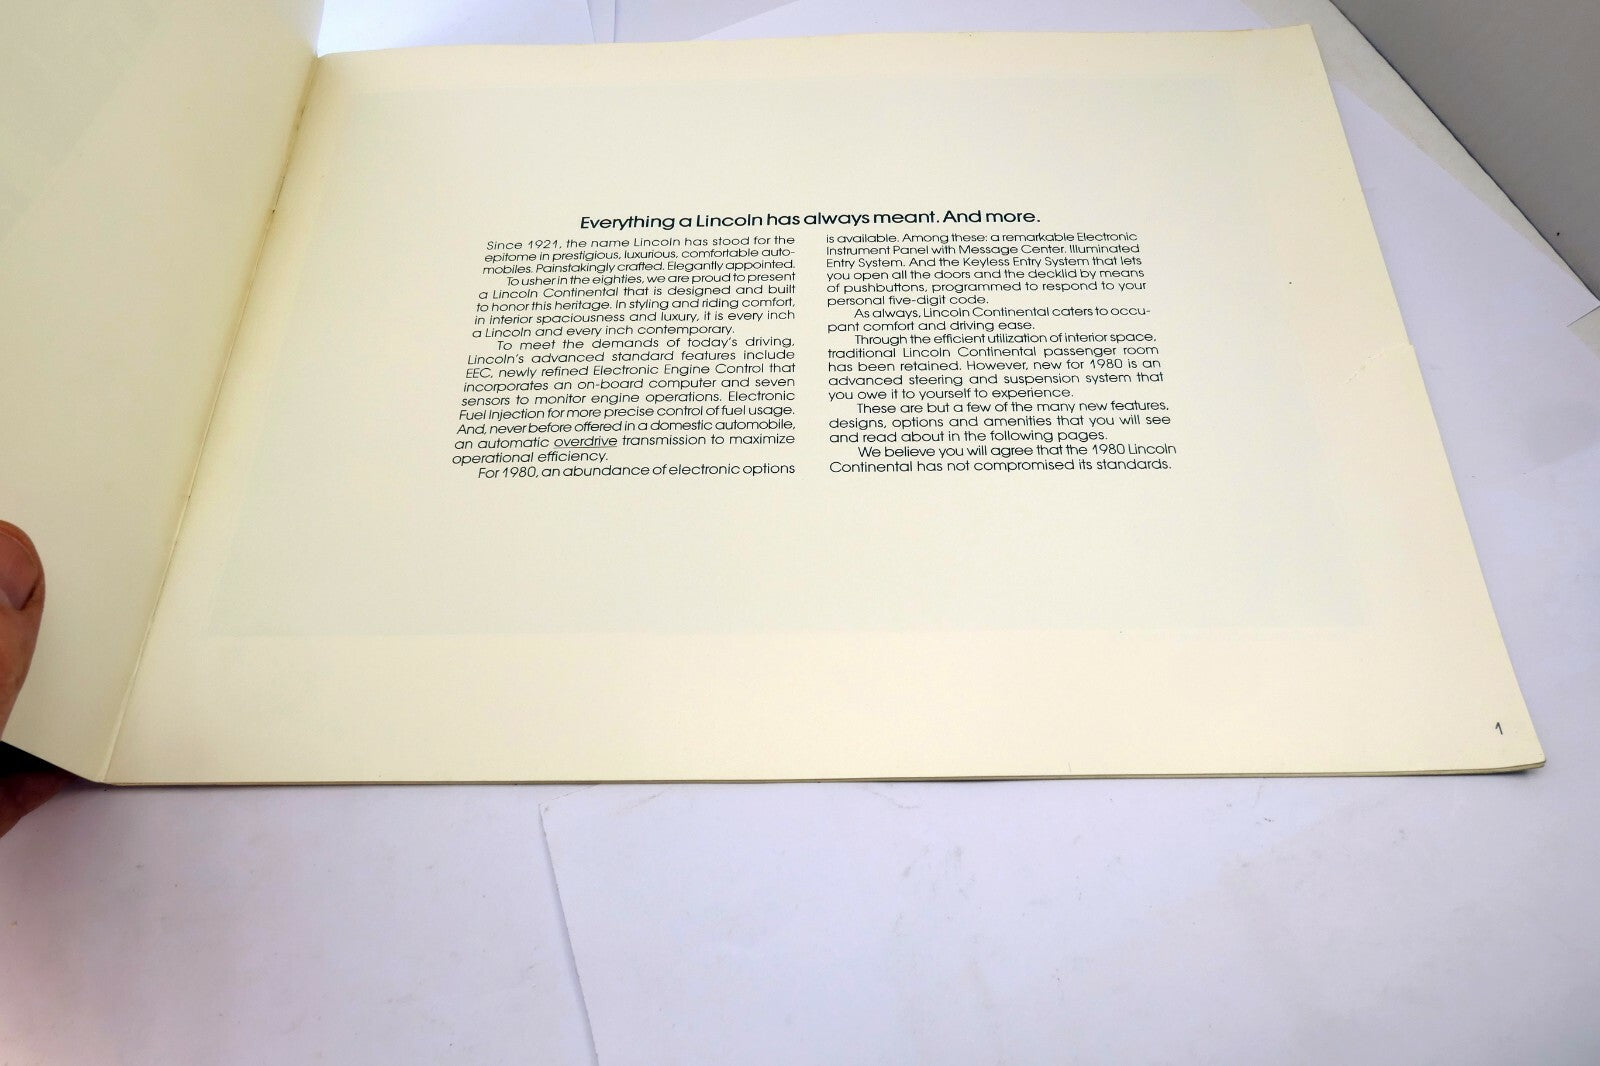 Everything a Lincoln has always meant. And more.
Since 1921, the name Lincoln has stood for the
epitome in prestigious, luxurious, comfortable auto-
mobiles. Painstakingly crafted. Elegantly appointed.
To usher in the eighties, we are proud to present
a Lincoln Continental that is designed and built
to honor this heritage. In styling and riding comfort,
in interior spaciousness and luxury, it is every inch
a Lincoln and every inch contemporary.
To meet the demands of today's driving,
Lincoln's advanced standard features include
EEC, newly refined Electronic Engine Control that
incorporates an on-board computer and seven
sensors to monitor engine operations. Electronic
Fuel Injection for more precise control of fuel usage.
And, never before offered in a domestic automobile,
an automatic overdrive transmission to maximize
operational efficiency.
For 1980, an abundance of electronic options
is available. Among these: a remarkable Electronic
Instrument Panel with Message Center. Illuminated
Entry System. And the Keyless Entry System that lets
you open all the doors and the decklid by means
of pushbuttons, programmed to respond to your
personal five-digit code.
As always, Lincoln Continental caters to occu-
pant comfort and driving ease.
Through the efficient utilization of interior space,
traditional Lincoln Continental passenger room
has been retained. However, new for 1980 is an
advanced steering and suspension system that
you owe it to yourself to experience.
These are but a few of the many new features,
designs, options and amenities that you will see
and read about in the following pages.
We believe you will agree that the 1980 Lincoln
Continental has not compromised its standards.
1